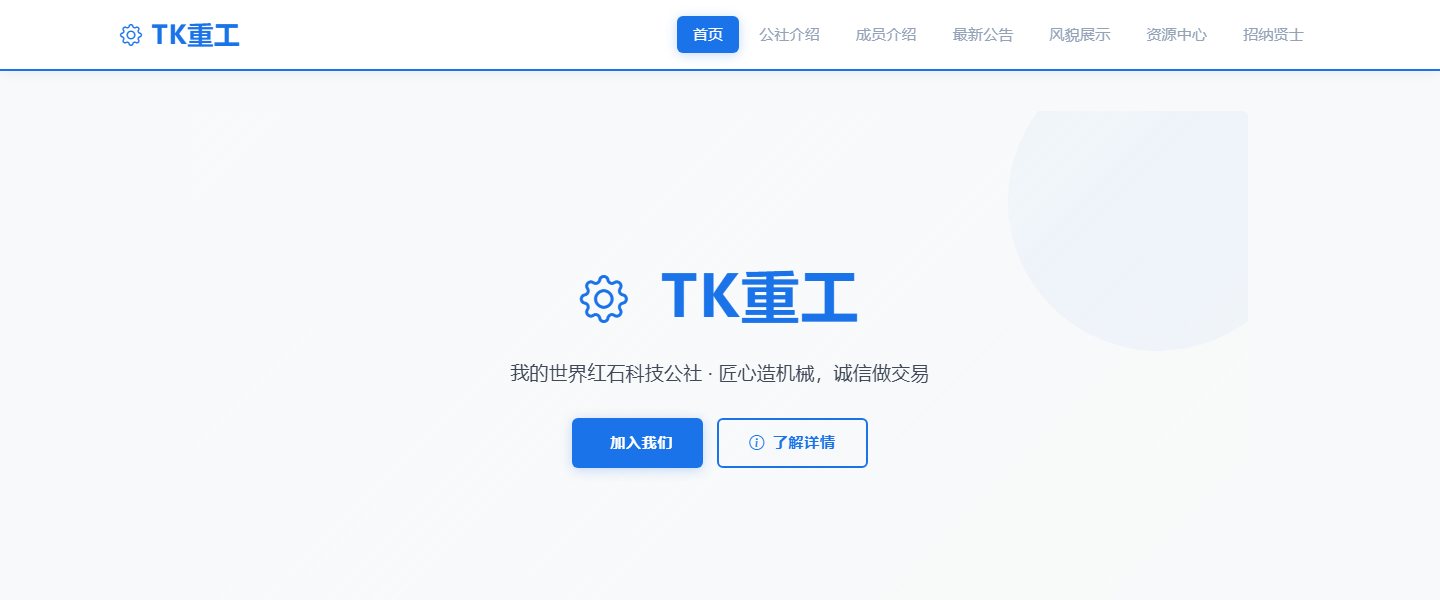 TK重工
首页 公社介绍 成员介绍 最新公告 风貌展示 资源中心 招纳贤士
TK重工
我的世界红石科技公社 · 匠心造机械，诚信做交易
加入我们 了解详情